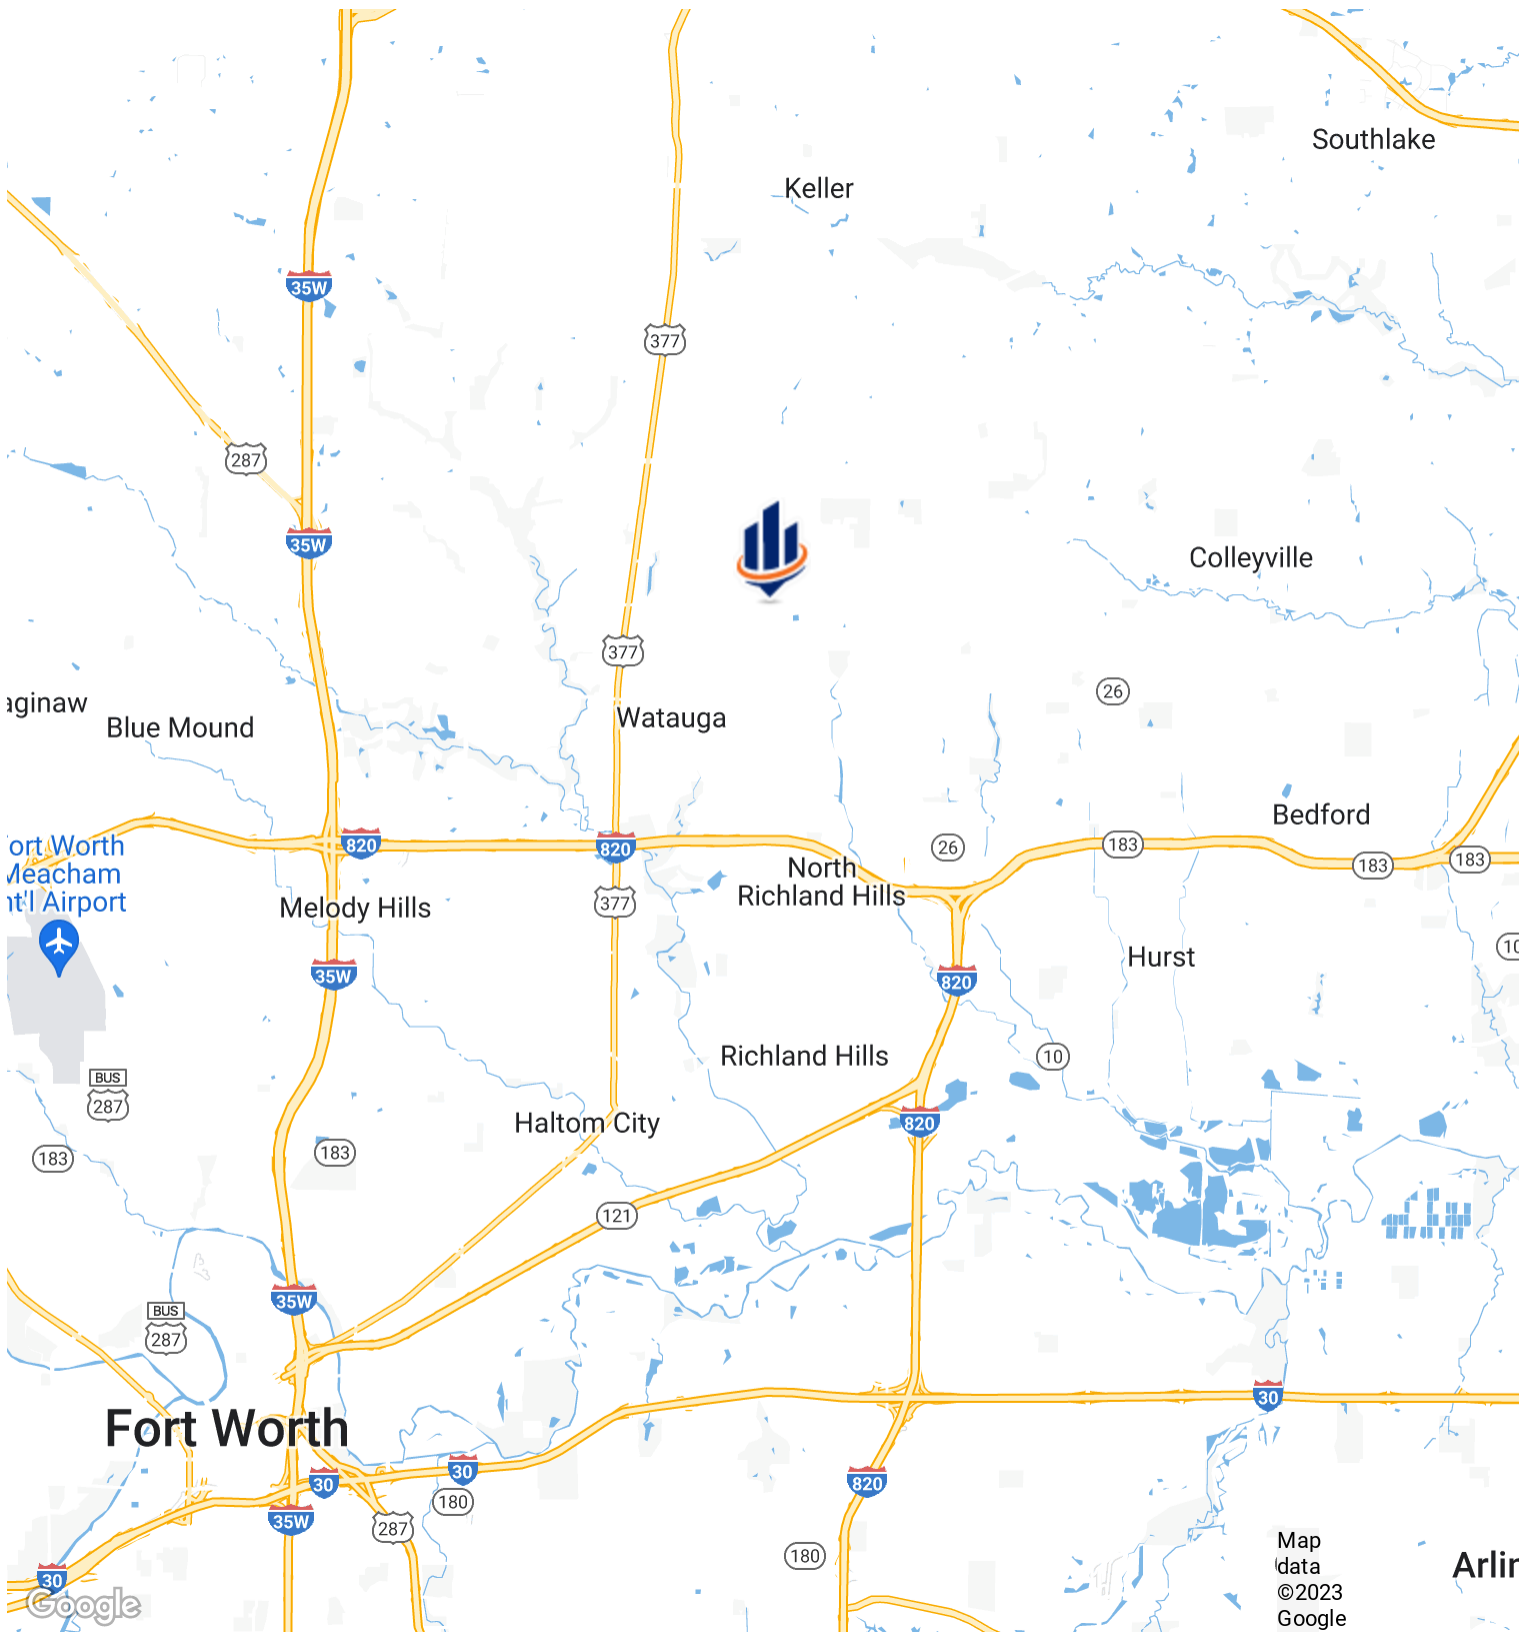 Southlake
Keller
35W
377
287
35W
Colleyville
377
26
aginaw
Blue Mound
Watauga
Bedford
820
820
26
183
183
183
ort Worth
Meacham
nt'l Airport
North
Richland Hills
377
Melody Hills
10
Hurst
35W
820
Richland Hills
10
BUS
287
Haltom City
820
183
183
121
35W
BUS
287
30
Fort Worth
30
30
820
180
35W
287
180
30
Google
Map
data
©2023
Google
Arlin